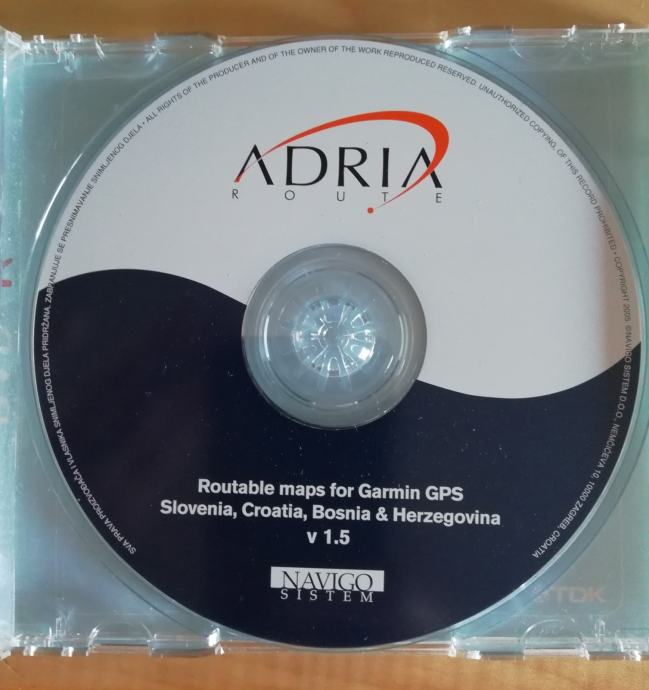 SVA PRAVA PROIZVOĐAČA I VLASNIKA SNIMLJENOG DJELA PRIDRŽANA. ZABRANJUJE SE PRESNIMAVANJE SNIMLJENOG DJELA • ALL RIGHTS OF THE PRODUCER AND OF THE OWNER OF THE WORK REPRODUCED RESERVED. UNAUTHORIZED COPYING, OF THIS RECORD PROHIBITED • COPYRIGHT 2005 ©NAVIGO SISTEM D.O.O., NEMČIĆEVA 10, 10000 ZAGREB, CROATIA
ADRIA
ROUTE
Routable maps for Garmin GPS
Slovenia, Croatia, Bosnia & Herzegovina
v 1.5
NAVIGO
SISTEM
TDK